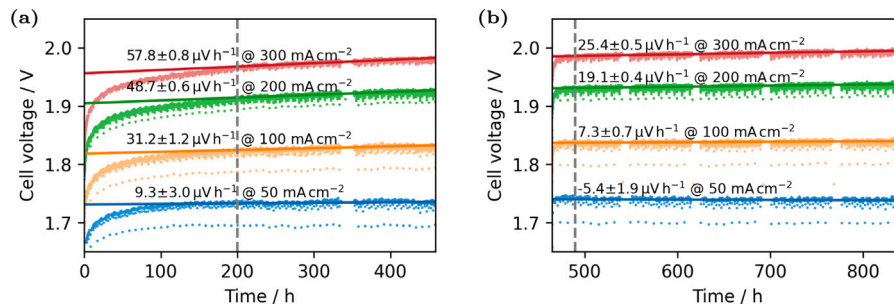 (a)
Cell voltage / V
2.0
1.9
1.8
1.7
57.8±0.8 μV h⁻¹ @ 300 mA cm⁻²
48.7±0.6 μV h⁻¹ @ 200 mA cm⁻²
31.2±1.2 μV h⁻¹ @ 100 mA cm⁻²
9.3±3.0 μV h⁻¹ @ 50 mA cm⁻²
0 100 200 300 400
Time / h
(b)
Cell voltage / V
2.0
1.9
1.8
1.7
25.4±0.5 μV h⁻¹ @ 300 mA cm⁻²
19.1±0.4 μV h⁻¹ @ 200 mA cm⁻²
7.3±0.7 μV h⁻¹ @ 100 mA cm⁻²
-5.4±1.9 μV h⁻¹ @ 50 mA cm⁻²
500 600 700 800
Time / h